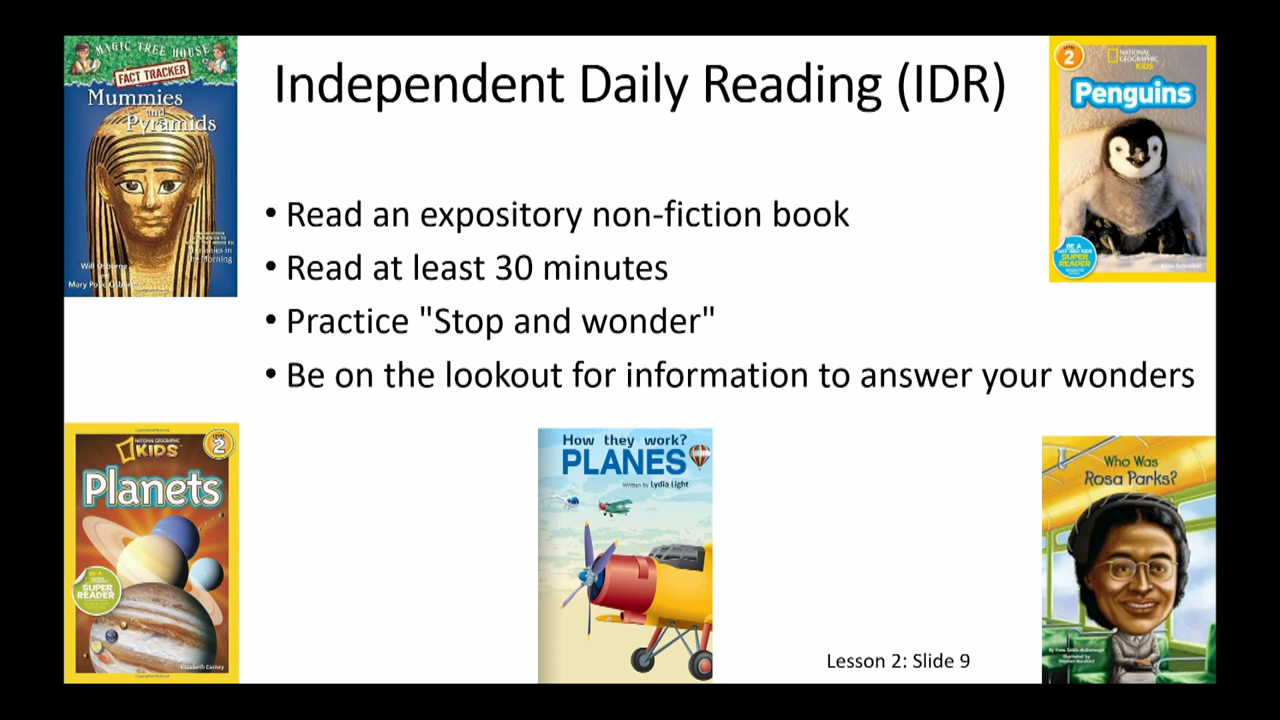 Independent Daily Reading (IDR)
• Read an expository non-fiction book
• Read at least 30 minutes
• Practice "Stop and wonder"
• Be on the lookout for information to answer your wonders
MAGIC TREE HOUSE
FACT TRACKER
Mummies
and
Pyramids
Will Osborne
Mary Pope Osborne
2
NATIONAL
GEOGRAPHIC
KiDS
Penguins
BE A
SUPER
READER
NATIONAL GEOGRAPHIC
KiDS
LEVEL
2
Planets
SUPER
READER
Elizabeth Carney
How they work?
PLANES
Written by Lydia Light
Who Was
Rosa Parks?
Lesson 2: Slide 9